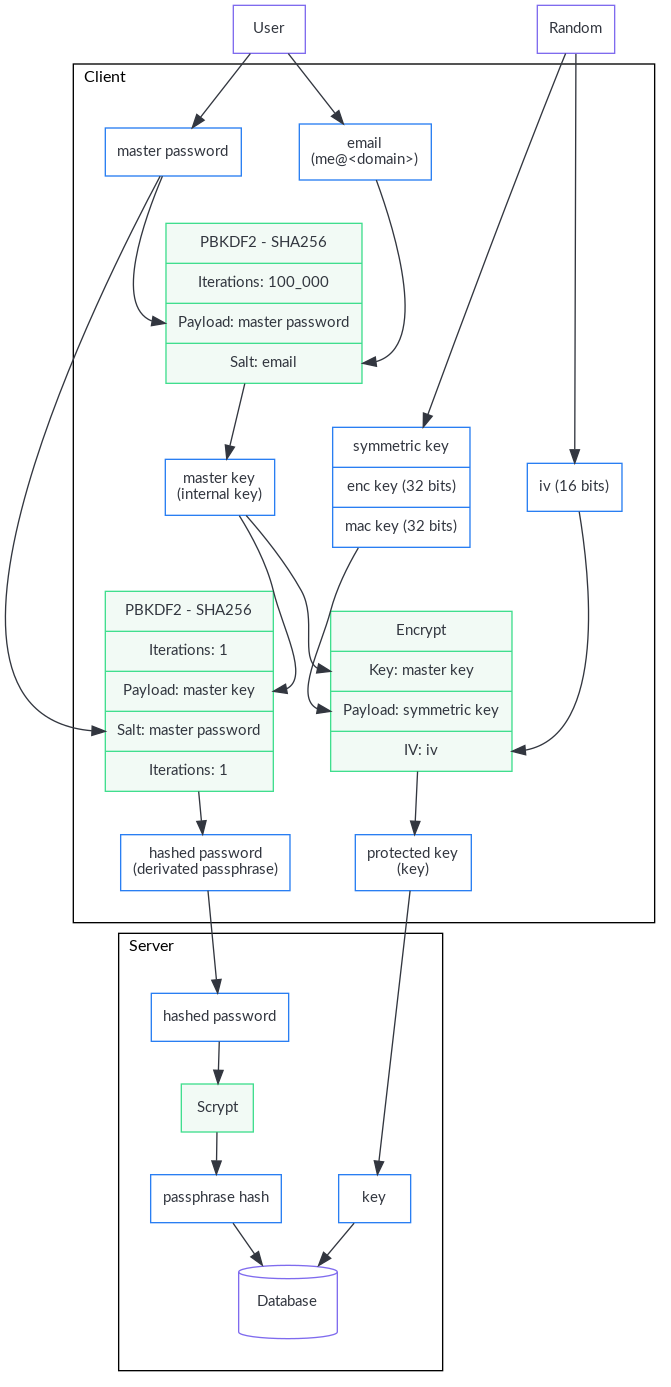 User
Random
Client
master password
email
(me@<domain>)
PBKDF2 - SHA256
Iterations: 100_000
Payload: master password
Salt: email
symmetric key
enc key (32 bits)
mac key (32 bits)
master key
(internal key)
iv (16 bits)
PBKDF2 - SHA256
Iterations: 1
Payload: master key
Salt: master password
Iterations: 1
Encrypt
Key: master key
Payload: symmetric key
IV: iv
hashed password
(derivated passphrase)
protected key
(key)
Server
hashed password
Scrypt
passphrase hash
key
Database